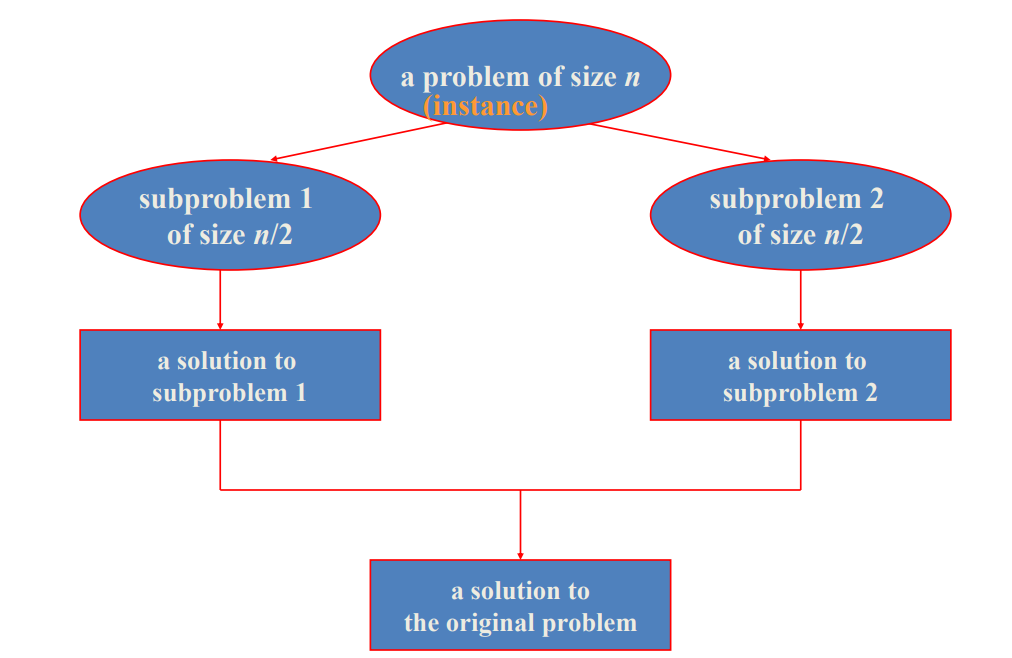 a problem of size n
(instance)
subproblem 1
of size n/2
subproblem 2
of size n/2
a solution to
subproblem 1
a solution to
subproblem 2
a solution to
the original problem